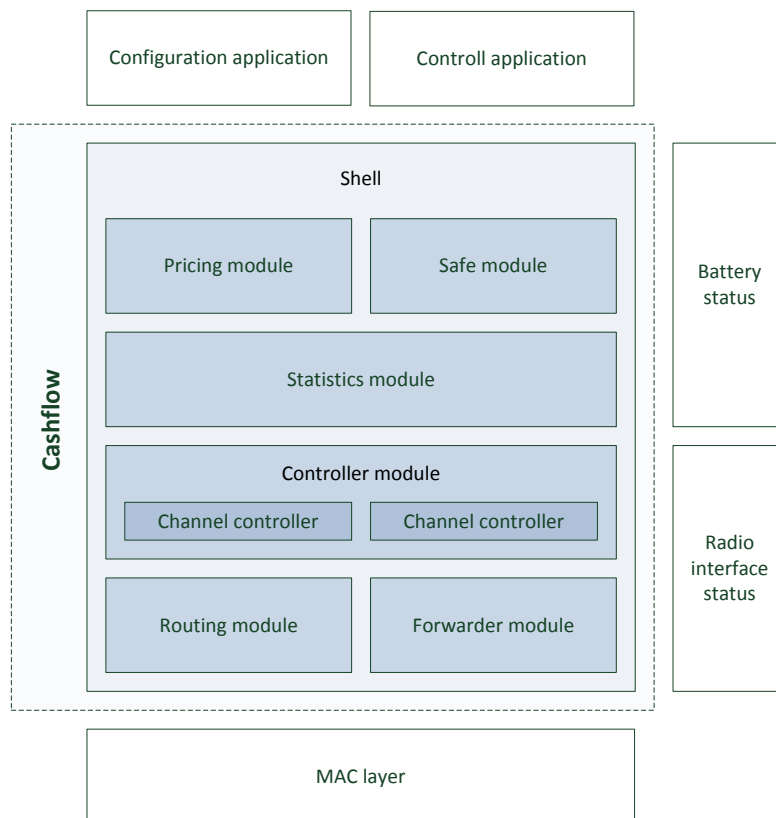 Configuration application
Controll application
Cashflow
Shell
Pricing module
Safe module
Battery
status
Statistics module
Controller module
Channel controller
Channel controller
Radio
interface
status
Routing module
Forwarder module
MAC layer